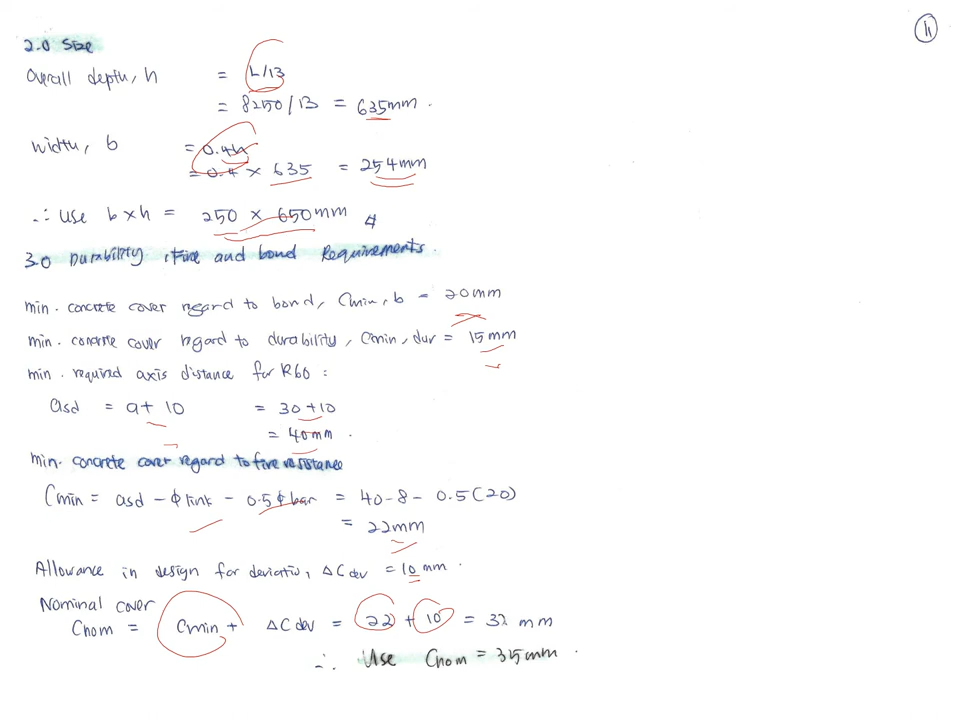 11
2.0 Size
Overall depth, h = L/13
= 8250/13 = 635mm.
Width, b = 0.4h
= 0.4 × 635 = 254mm
∴ Use b×h = 250 × 650mm
3.0 Durability, Fire and bond Requirements.
min. concrete cover regard to bond, Cmin,b = 20mm
min. concrete cover regard to durability, Cmin,dur = 15mm
min. required axis distance for R60 :
asd = a+ 10 = 30+10
= 40mm.
min. concrete cover regard to fire resistance
Cmin = asd − ϕlink − 0.5ϕbar = 40-8- 0.5(20)
= 22mm
Allowance in design for deviatio, ΔCdev = 10 mm.
Nominal cover
Cnom = Cmin + ΔCdev = 22 + 10 = 32 mm
∴ Use Cnom = 35mm.